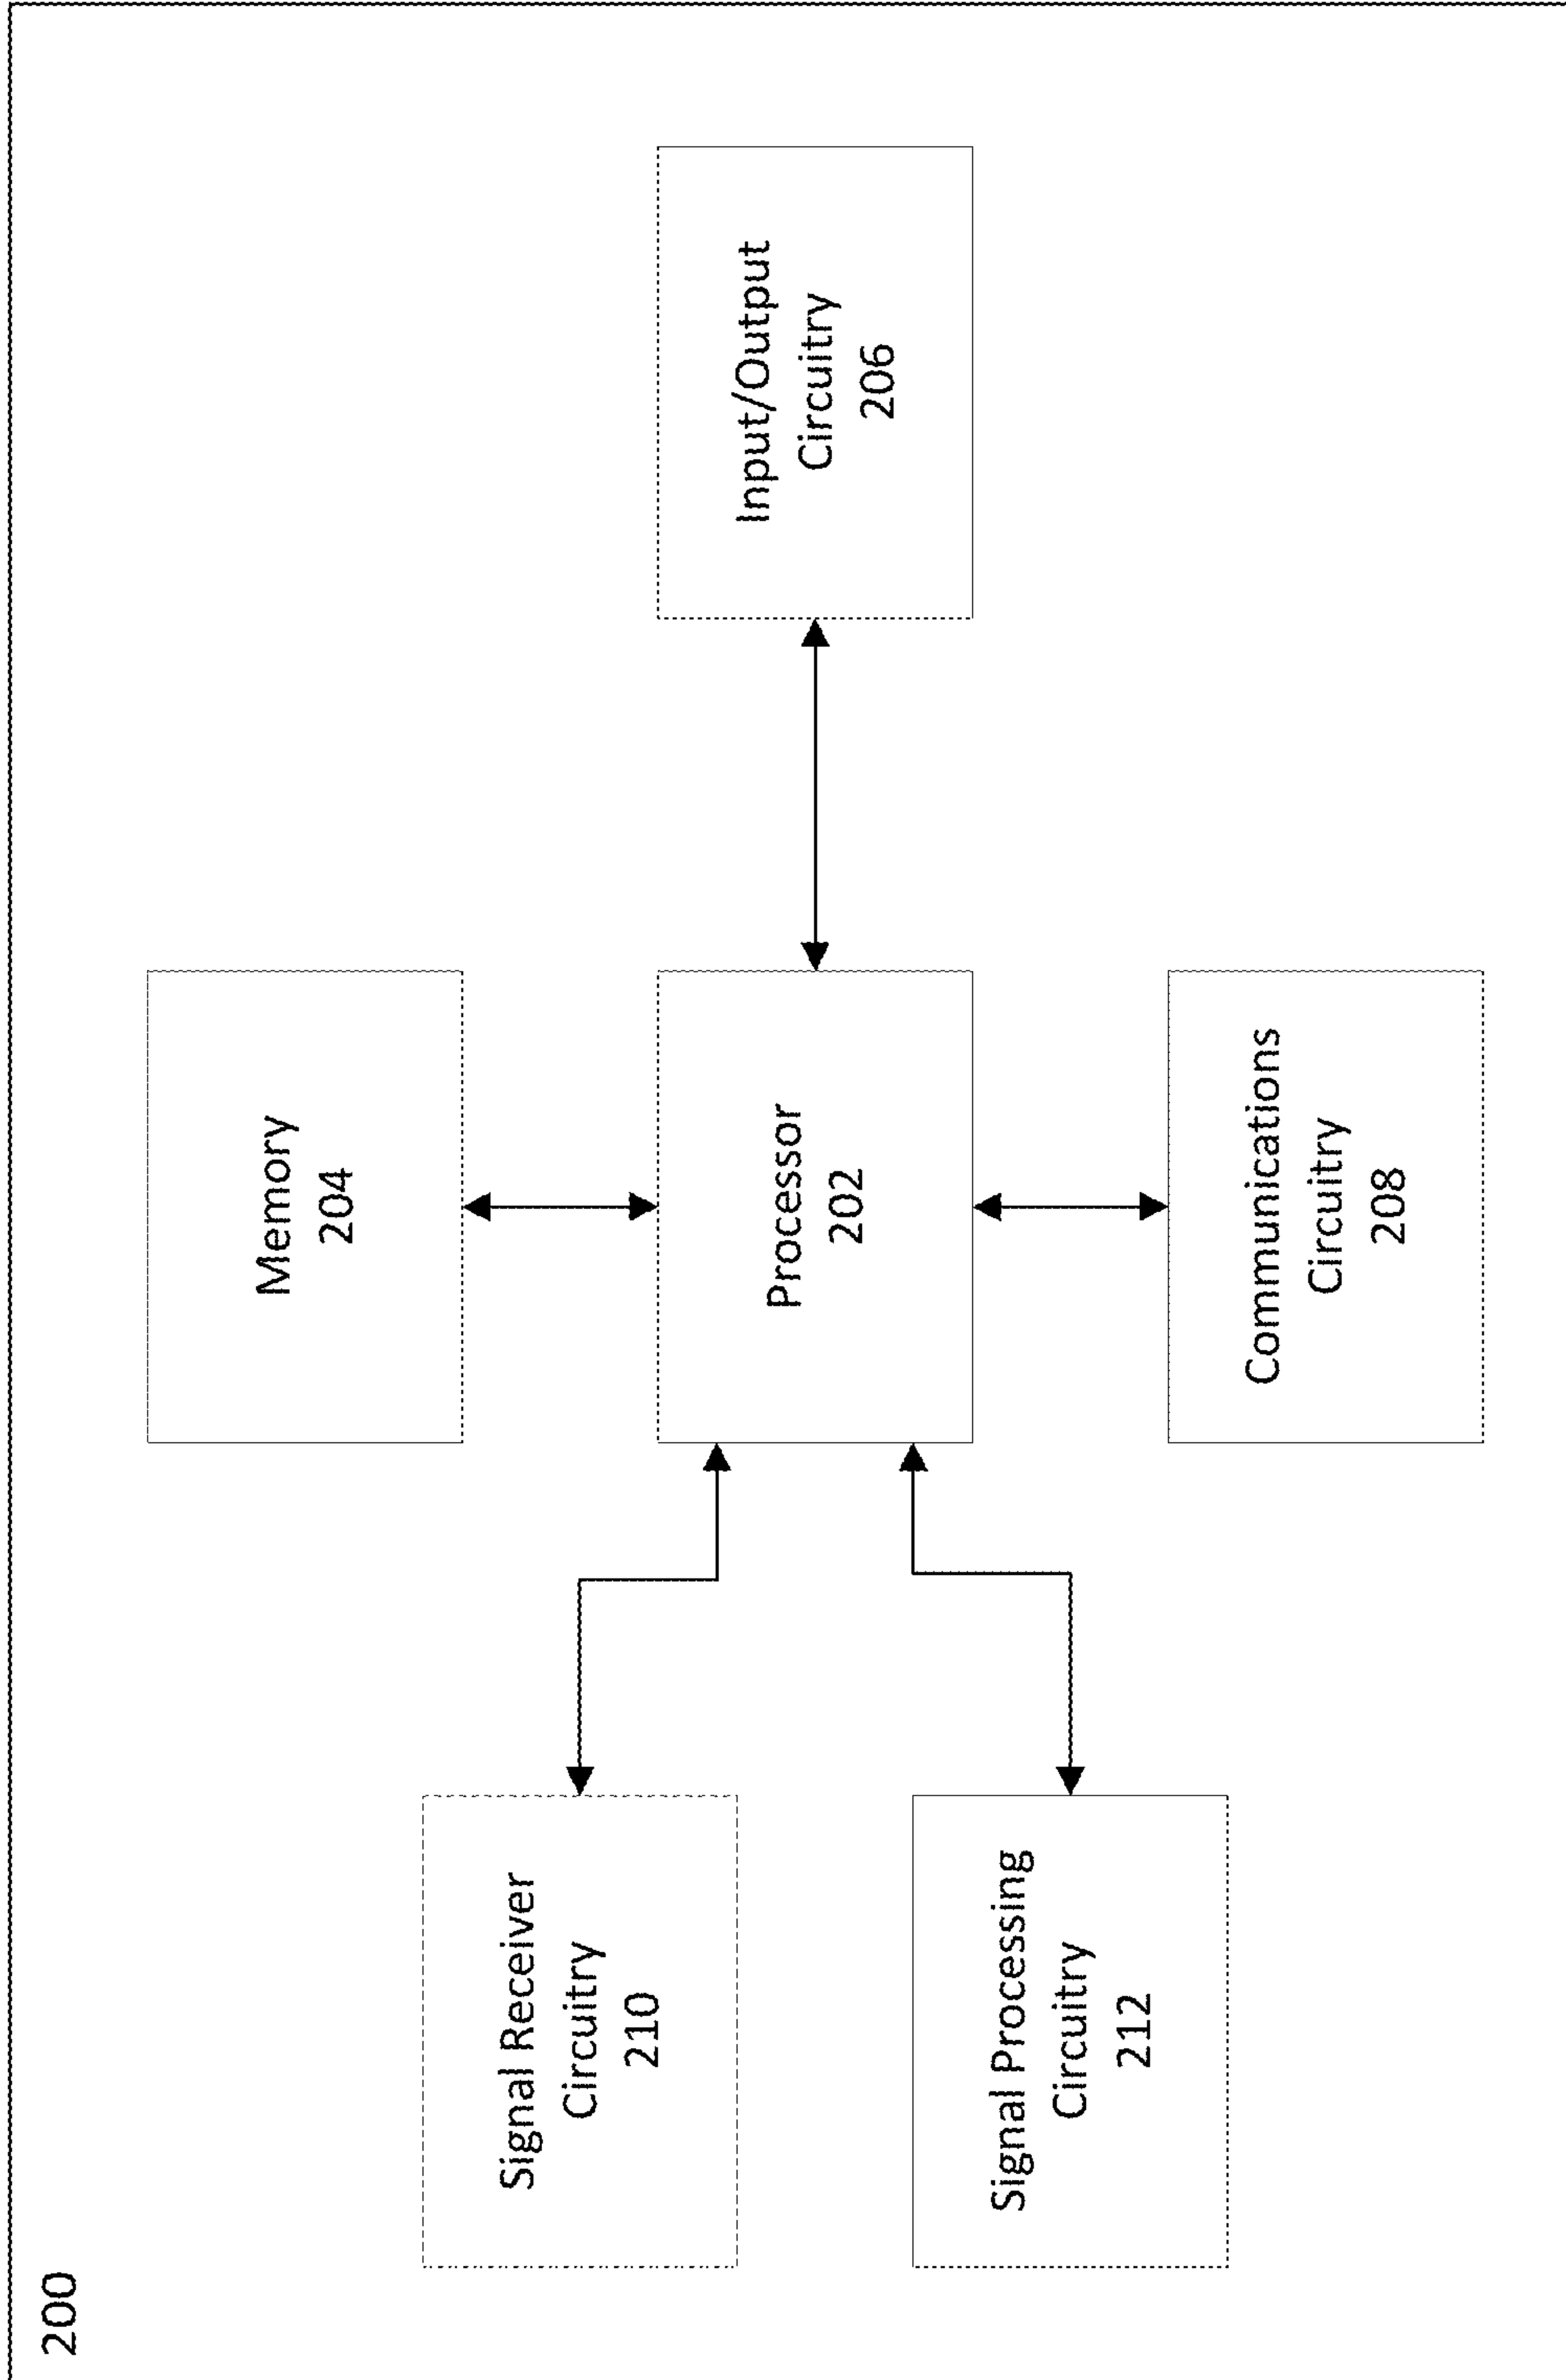 200
Memory
204
Signal Receiver
Circuitry
210
Processor
202
Input/Output
Circuitry
206
Signal Processing
Circuitry
212
Communications
Circuitry
208